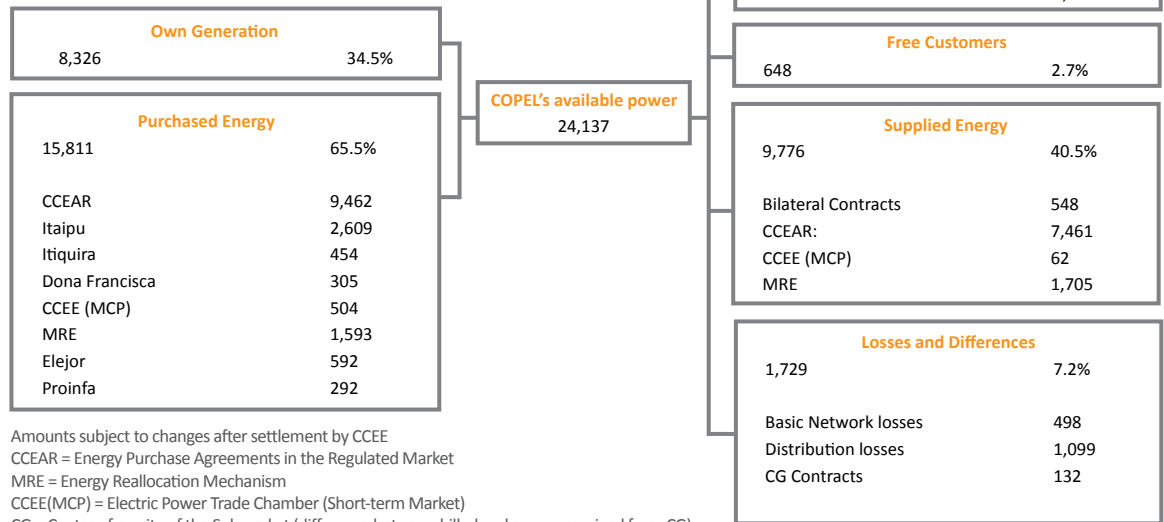 Own Generation
8,326 34.5%
Purchased Energy
15,811 65.5%
CCEAR 9,462
Itaipu 2,609
Itiquira 454
Dona Francisca 305
CCEE (MCP) 504
MRE 1,593
Elejor 592
Proinfa 292
COPEL's available power
24,137
Free Customers
648 2.7%
Supplied Energy
9,776 40.5%
Bilateral Contracts 548
CCEAR: 7,461
CCEE (MCP) 62
MRE 1,705
Losses and Differences
1,729 7.2%
Basic Network losses 498
Distribution losses 1,099
CG Contracts 132
Amounts subject to changes after settlement by CCEE
CCEAR = Energy Purchase Agreements in the Regulated Market
MRE = Energy Reallocation Mechanism
CCEE(MCP) = Electric Power Trade Chamber (Short-term Market)